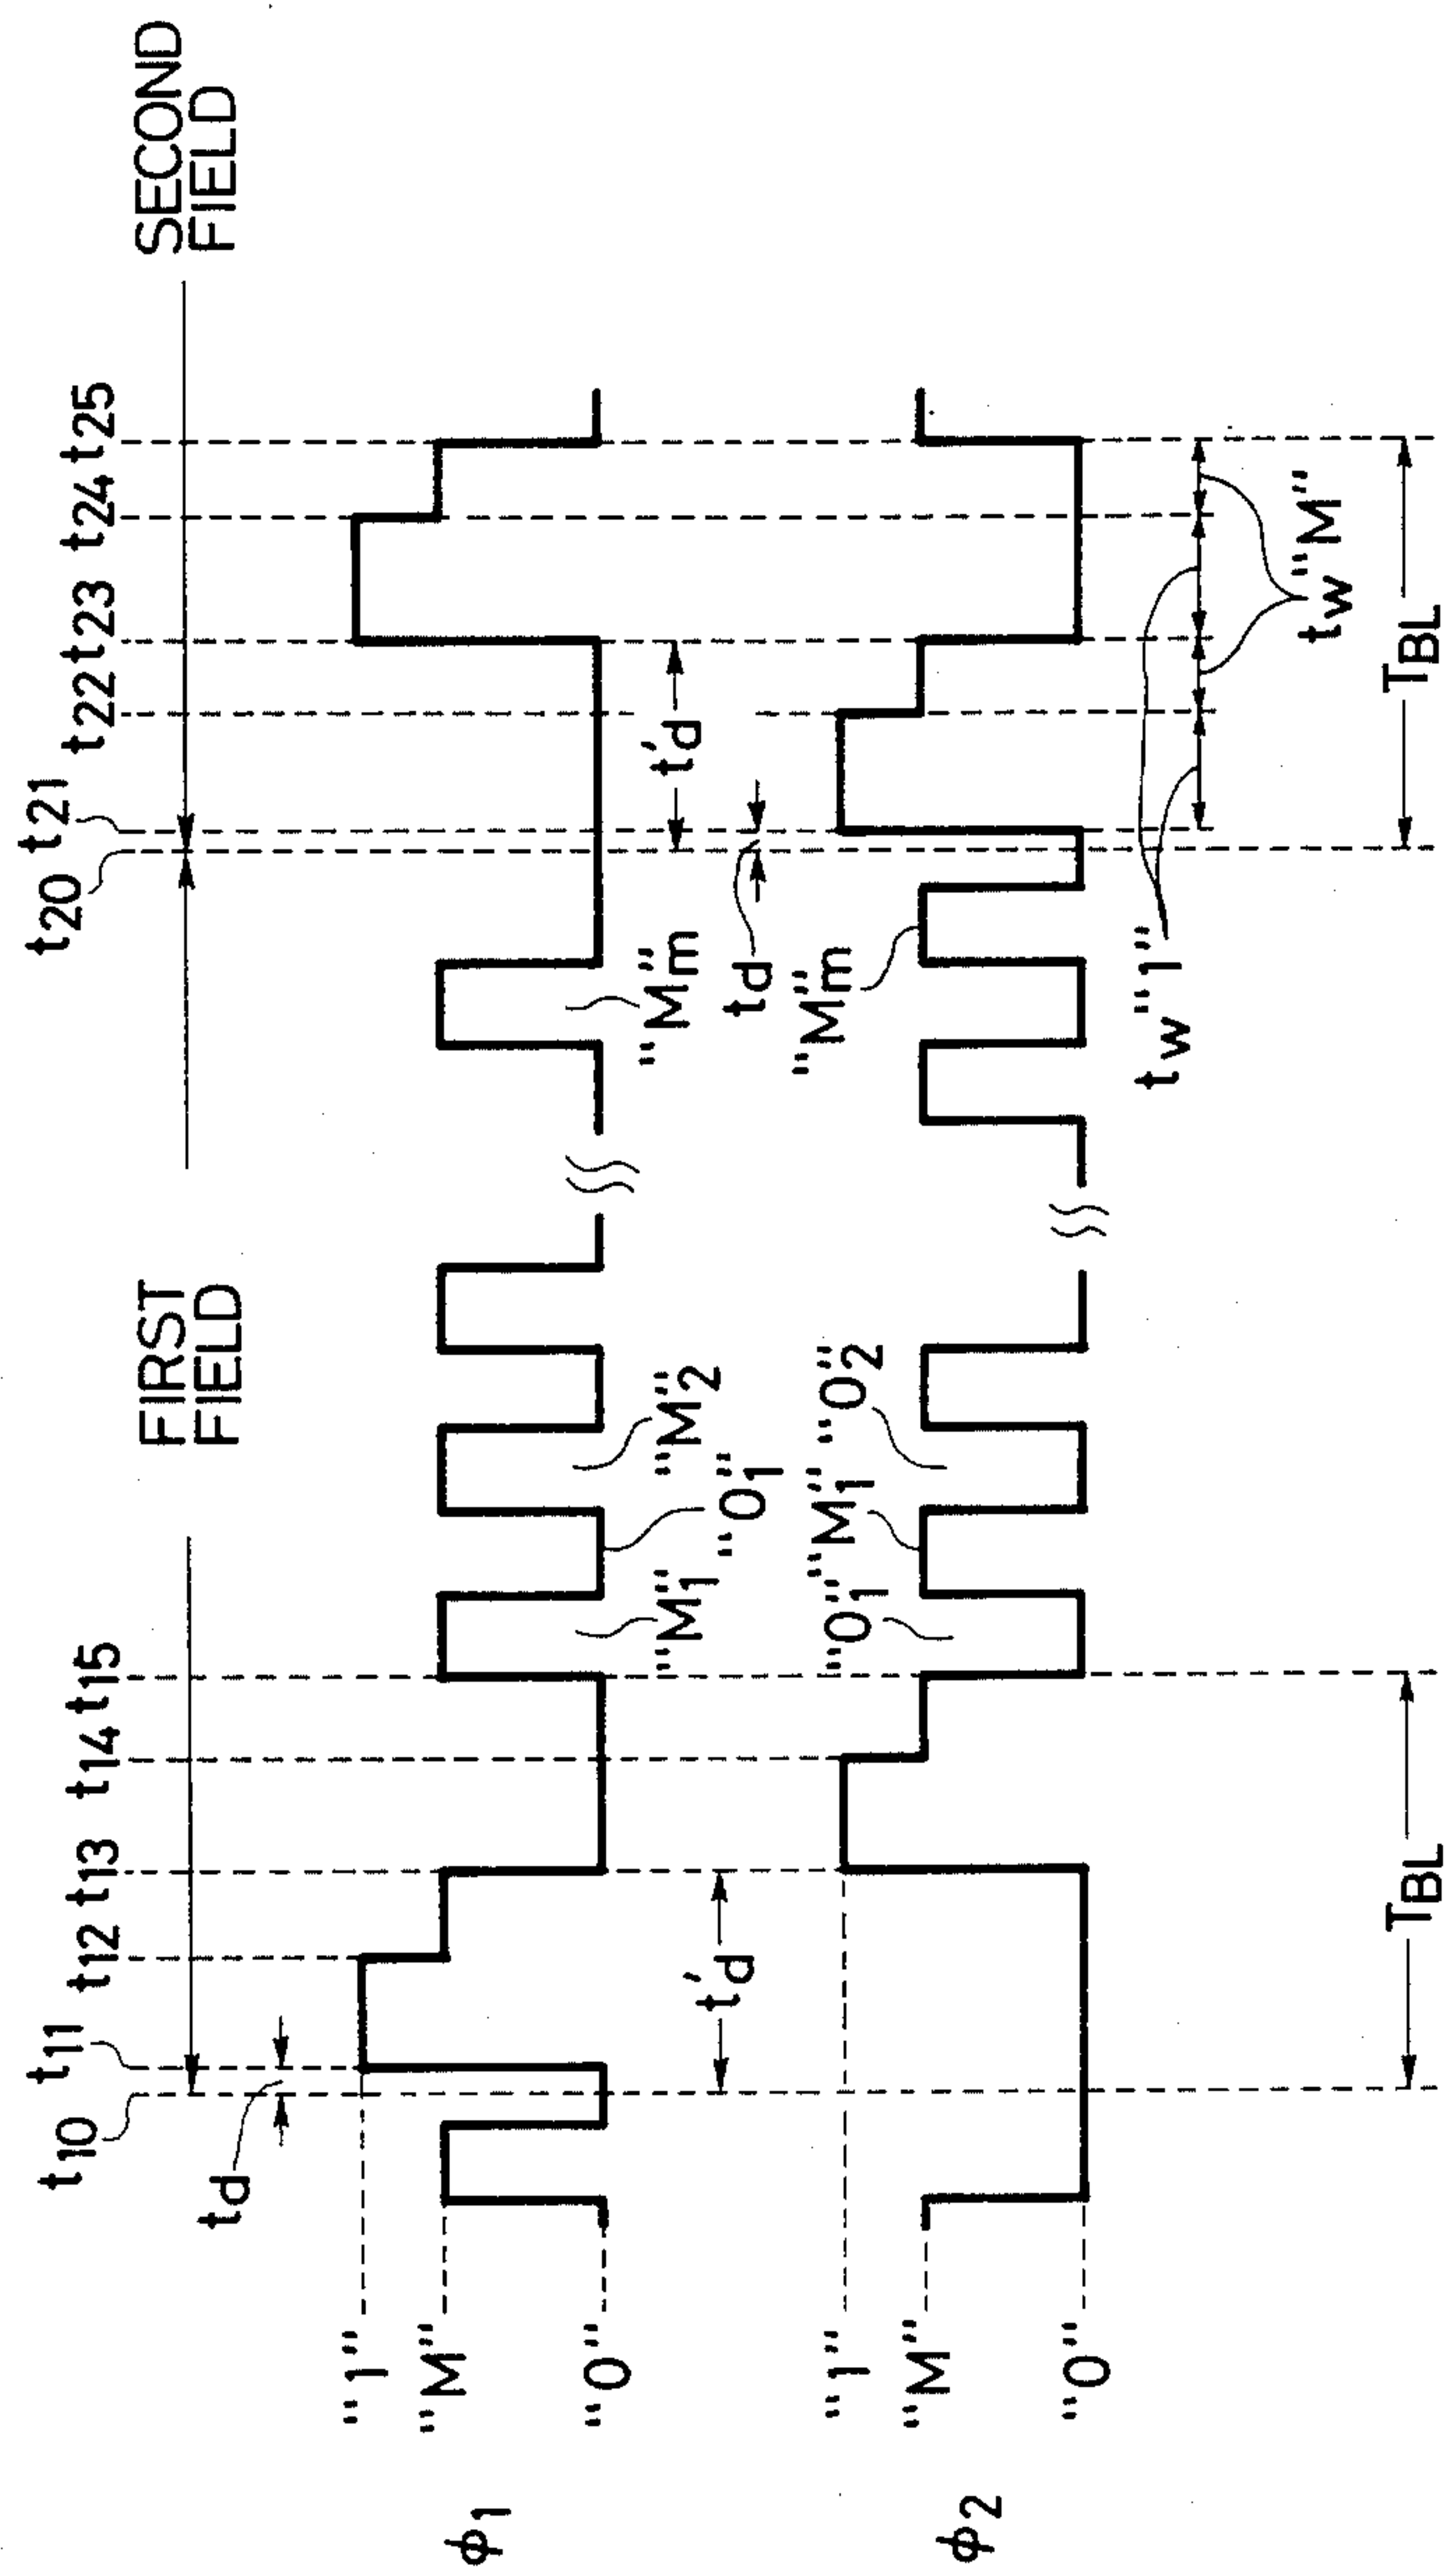 FIRST
FIELD
SECOND
FIELD
t10 t11 t12 t13 t14 t15
t20 t21 t22 t23 t24 t25
td
ϕ1
"1"
"M"
"0"
"M1"
"01"
"M2"
"Mm"
t'd
t'd
td
ϕ2
"1"
"M"
"0"
"01"
"M1"
"02"
"Mm"
tw"1"
tw"M"
TBL
TBL